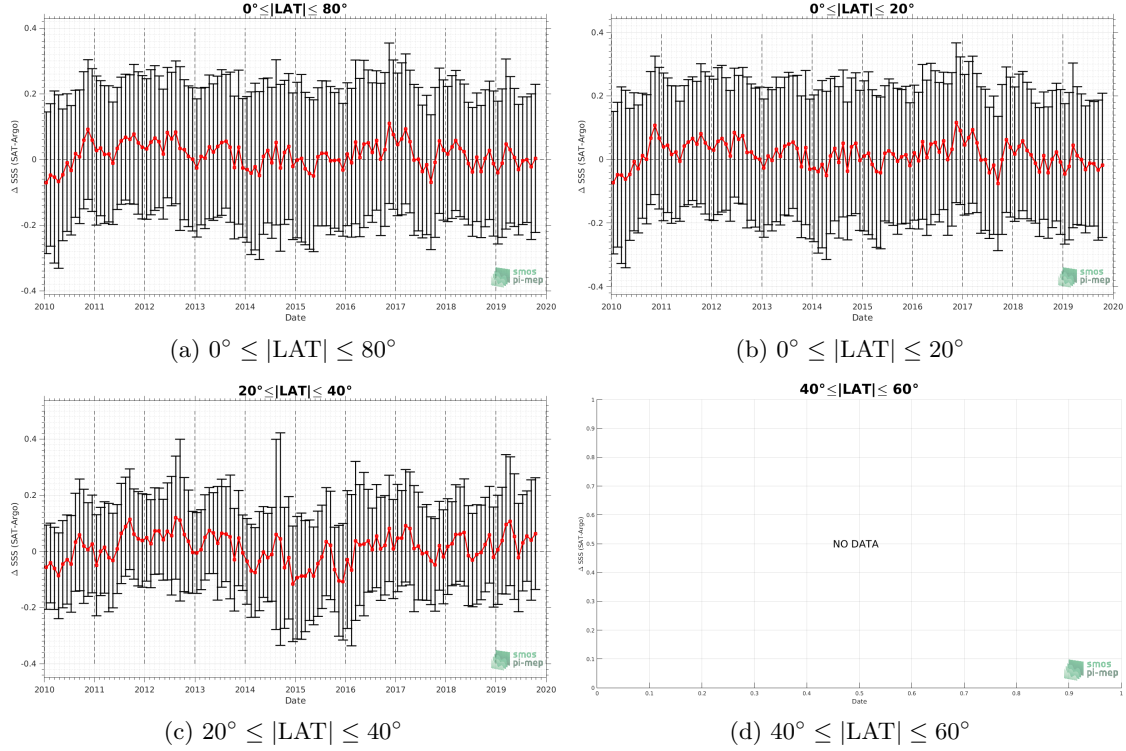 0°≤|LAT|≤ 80°
Δ SSS (SAT-Argo)
0.4
0.2
0
-0.2
-0.4
2010 2011 2012 2013 2014 2015 2016 2017 2018 2019 2020
Date
smos
pi-mep
(a) 0° ≤ |LAT| ≤ 80°
0°≤|LAT|≤ 20°
Δ SSS (SAT-Argo)
0.4
0.2
0
-0.2
-0.4
2010 2011 2012 2013 2014 2015 2016 2017 2018 2019 2020
Date
smos
pi-mep
(b) 0° ≤ |LAT| ≤ 20°
20°≤|LAT|≤ 40°
Δ SSS (SAT-Argo)
0.4
0.2
0
-0.2
-0.4
2010 2011 2012 2013 2014 2015 2016 2017 2018 2019 2020
Date
smos
pi-mep
(c) 20° ≤ |LAT| ≤ 40°
40°≤|LAT|≤ 60°
Δ SSS (SAT-Argo)
1
0.9
0.8
0.7
0.6
0.5
0.4
0.3
0.2
0.1
0
NO DATA
0 0.1 0.2 0.3 0.4 0.5 0.6 0.7 0.8 0.9 1
Date
smos
pi-mep
(d) 40° ≤ |LAT| ≤ 60°